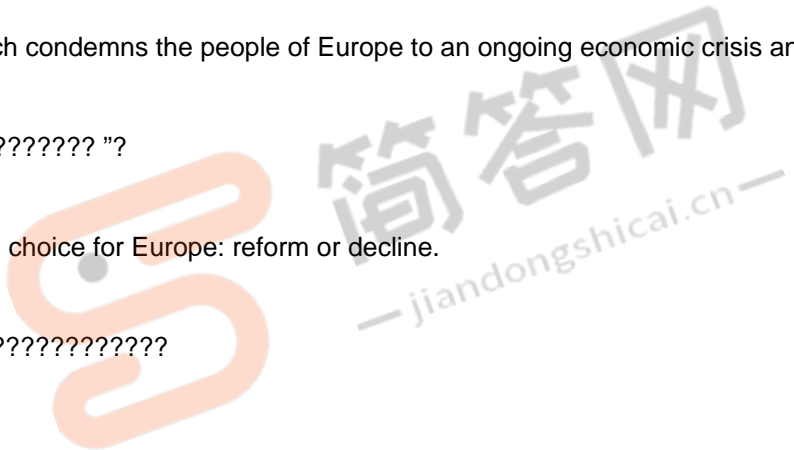 ch condemns the people of Europe to an ongoing economic crisis an
??????? ”?
choice for Europe: reform or decline.
????????????
简答网
jiandongshicai.cn